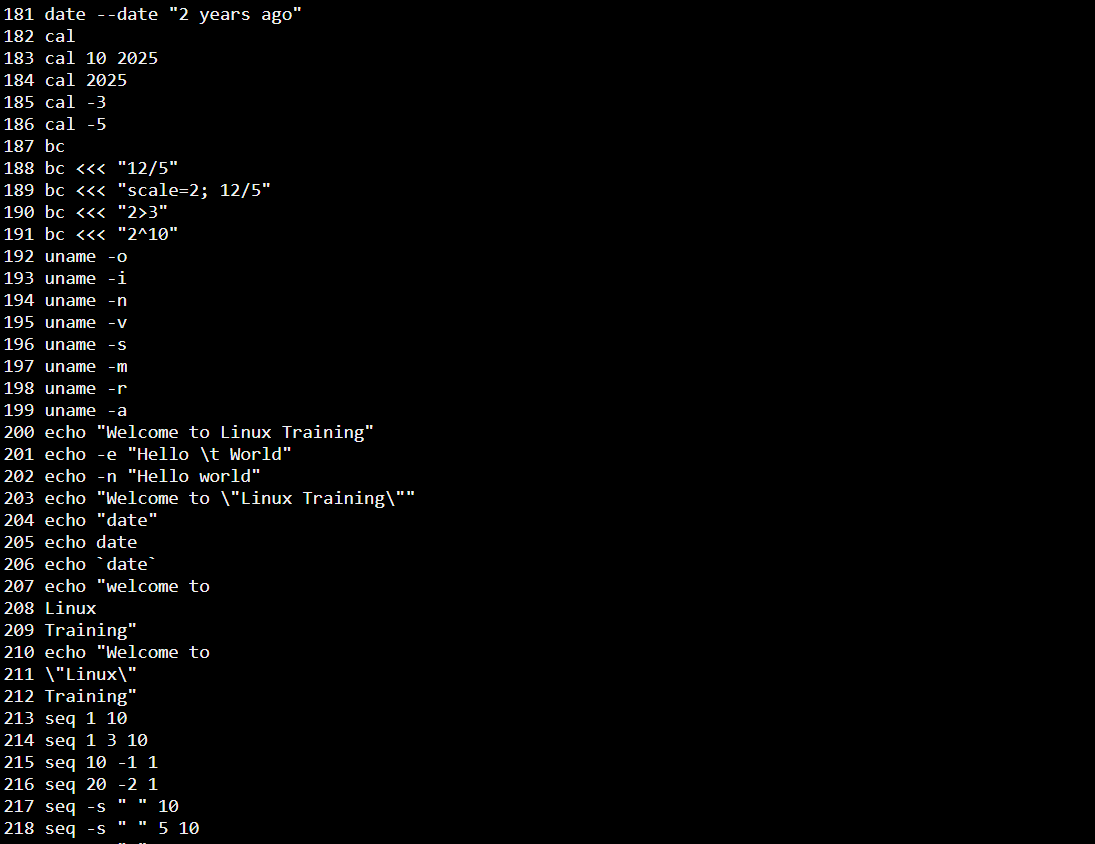 181 date --date "2 years ago"
182 cal
183 cal 10 2025
184 cal 2025
185 cal -3
186 cal -5
187 bc
188 bc <<< "12/5"
189 bc <<< "scale=2; 12/5"
190 bc <<< "2>3"
191 bc <<< "2^10"
192 uname -o
193 uname -i
194 uname -n
195 uname -v
196 uname -s
197 uname -m
198 uname -r
199 uname -a
200 echo "Welcome to Linux Training"
201 echo -e "Hello \t World"
202 echo -n "Hello world"
203 echo "Welcome to \"Linux Training\""
204 echo "date"
205 echo date
206 echo `date`
207 echo "welcome to
208 Linux
209 Training"
210 echo "Welcome to
211 \"Linux\"
212 Training"
213 seq 1 10
214 seq 1 3 10
215 seq 10 -1 1
216 seq 20 -2 1
217 seq -s " " 10
218 seq -s " " 5 10